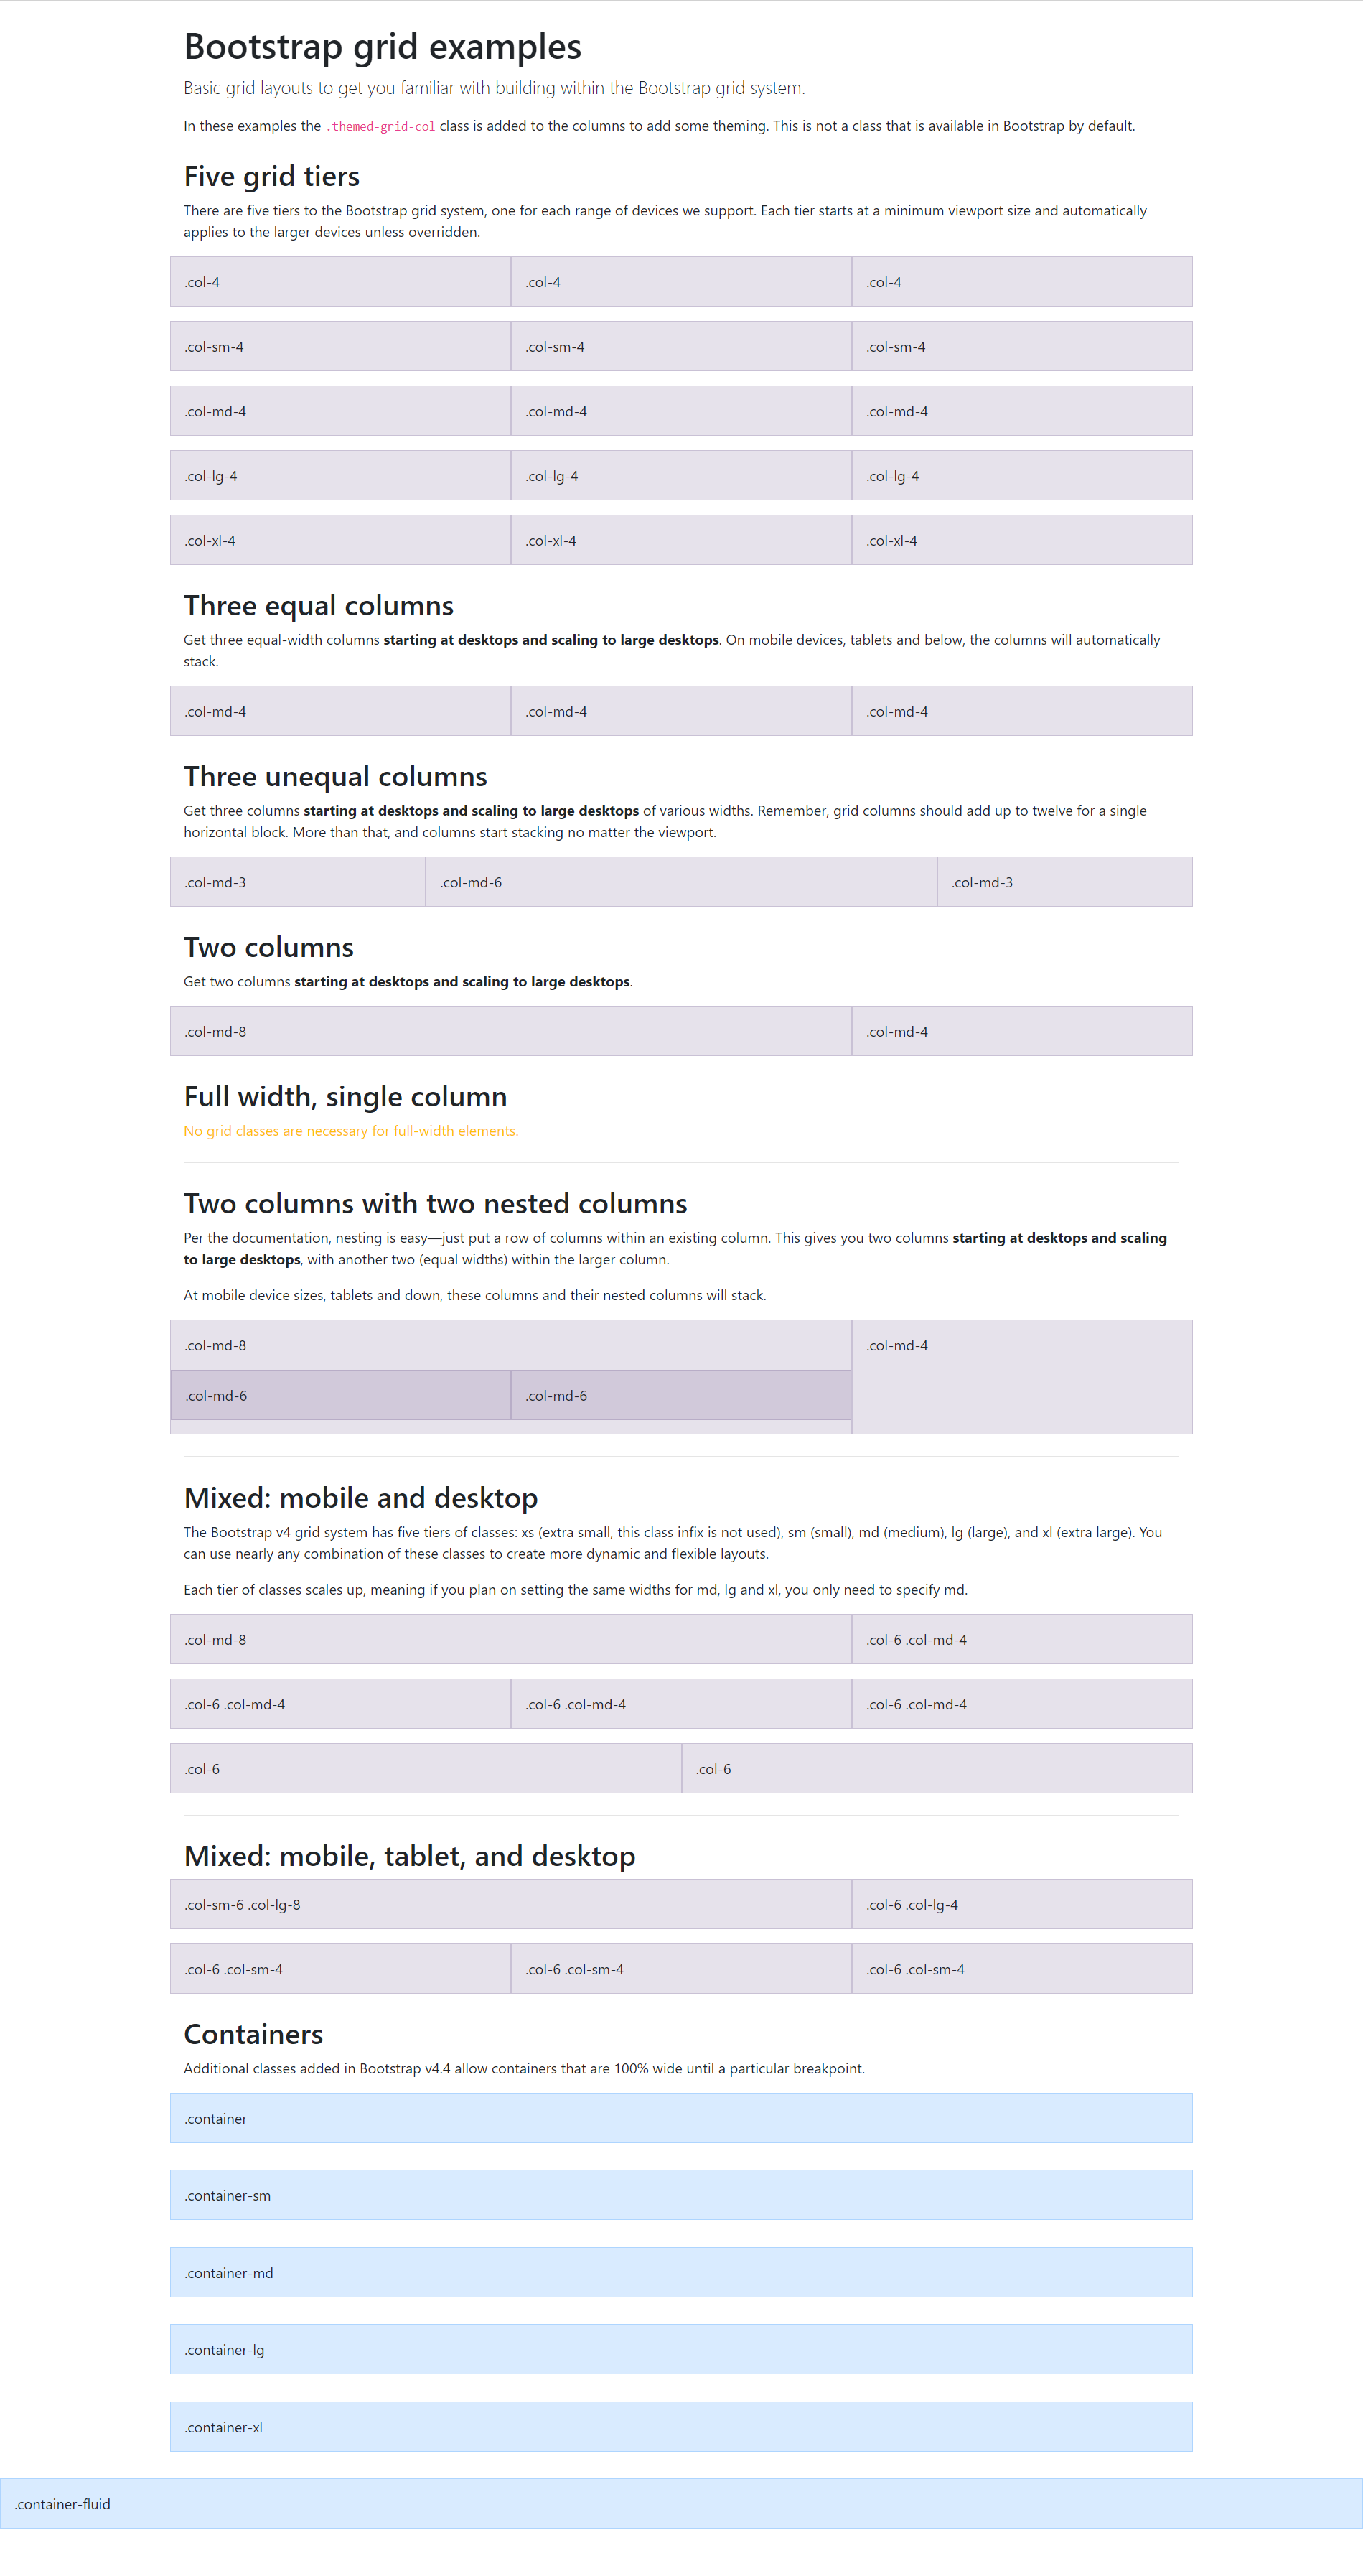 Bootstrap grid examples
Basic grid layouts to get you familiar with building within the Bootstrap grid system.
In these examples the .themed-grid-col class is added to the columns to add some theming. This is not a class that is available in Bootstrap by default.
Five grid tiers
There are five tiers to the Bootstrap grid system, one for each range of devices we support. Each tier starts at a minimum viewport size and automatically
applies to the larger devices unless overridden.
.col-4 .col-4 .col-4
.col-sm-4 .col-sm-4 .col-sm-4
.col-md-4 .col-md-4 .col-md-4
.col-lg-4 .col-lg-4 .col-lg-4
.col-xl-4 .col-xl-4 .col-xl-4
Three equal columns
Get three equal-width columns starting at desktops and scaling to large desktops. On mobile devices, tablets and below, the columns will automatically
stack.
.col-md-4 .col-md-4 .col-md-4
Three unequal columns
Get three columns starting at desktops and scaling to large desktops of various widths. Remember, grid columns should add up to twelve for a single
horizontal block. More than that, and columns start stacking no matter the viewport.
.col-md-3 .col-md-6 .col-md-3
Two columns
Get two columns starting at desktops and scaling to large desktops.
.col-md-8 .col-md-4
Full width, single column
No grid classes are necessary for full-width elements.
Two columns with two nested columns
Per the documentation, nesting is easy—just put a row of columns within an existing column. This gives you two columns starting at desktops and scaling
to large desktops, with another two (equal widths) within the larger column.
At mobile device sizes, tablets and down, these columns and their nested columns will stack.
.col-md-8 .col-md-4
.col-md-6 .col-md-6
Mixed: mobile and desktop
The Bootstrap v4 grid system has five tiers of classes: xs (extra small, this class infix is not used), sm (small), md (medium), lg (large), and xl (extra large). You
can use nearly any combination of these classes to create more dynamic and flexible layouts.
Each tier of classes scales up, meaning if you plan on setting the same widths for md, lg and xl, you only need to specify md.
.col-md-8 .col-6 .col-md-4
.col-6 .col-md-4 .col-6 .col-md-4 .col-6 .col-md-4
.col-6 .col-6
Mixed: mobile, tablet, and desktop
.col-sm-6 .col-lg-8 .col-6 .col-lg-4
.col-6 .col-sm-4 .col-6 .col-sm-4 .col-6 .col-sm-4
Containers
Additional classes added in Bootstrap v4.4 allow containers that are 100% wide until a particular breakpoint.
.container
.container-sm
.container-md
.container-lg
.container-xl
.container-fluid